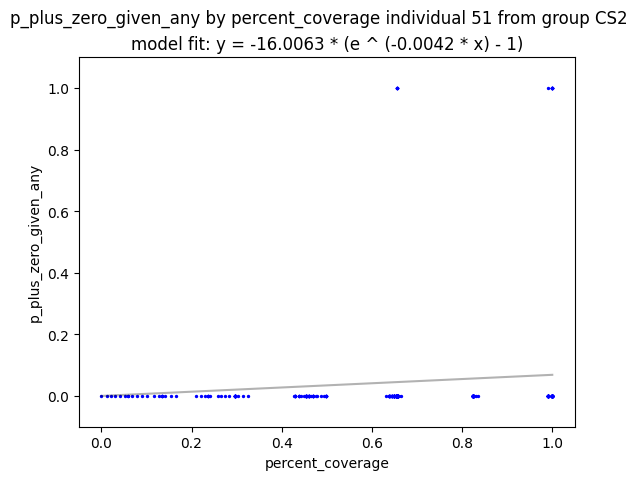 p_plus_zero_given_any by percent_coverage individual 51 from group CS2
model fit: y = -16.0063 * (e ^ (-0.0042 * x) - 1)
p_plus_zero_given_any
1.0
0.8
0.6
0.4
0.2
0.0
0.0 0.2 0.4 0.6 0.8 1.0
percent_coverage